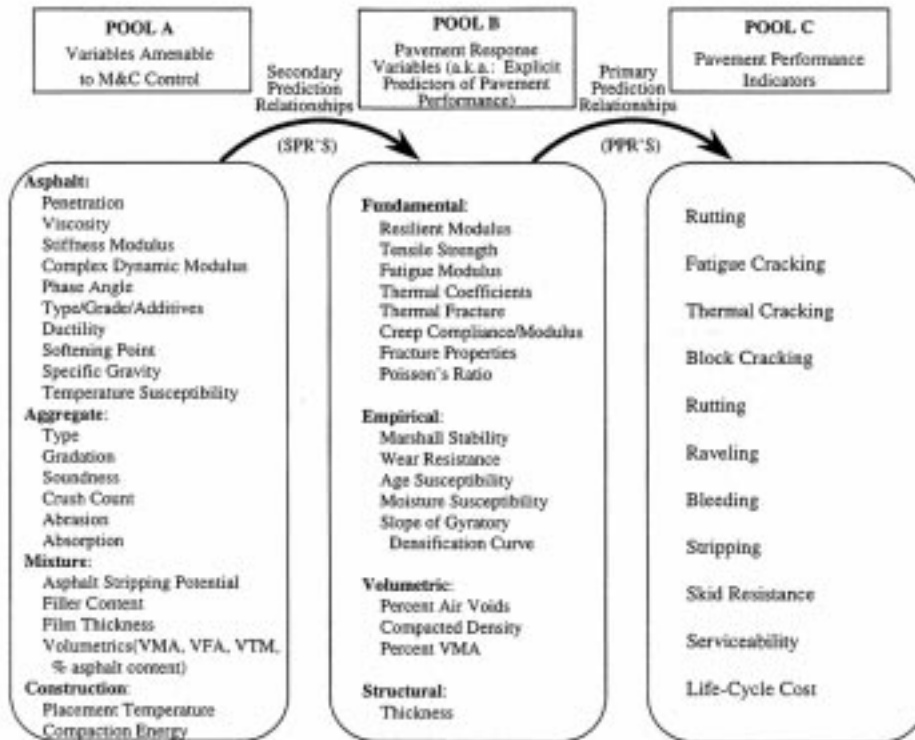 POOL A
Variables Amenable
to M&C Control
Secondary
Prediction
Relationships
(SPR'S)
POOL B
Pavement Response
Variables (a.k.a.: Explicit
Predictors of Pavement
Performance)
Primary
Prediction
Relationships
(PPR'S)
POOL C
Pavement Performance
Indicators
Asphalt:
Penetration
Viscosity
Stiffness Modulus
Complex Dynamic Modulus
Phase Angle
Type/Grade/Additives
Ductility
Softening Point
Specific Gravity
Temperature Susceptibility
Aggregate:
Type
Gradation
Soundness
Crush Count
Abrasion
Absorption
Mixture:
Asphalt Stripping Potential
Filler Content
Film Thickness
Volumetrics(VMA, VFA, VTM,
% asphalt content)
Construction:
Placement Temperature
Compaction Energy
Fundamental:
Resilient Modulus
Tensile Strength
Fatigue Modulus
Thermal Coefficients
Thermal Fracture
Creep Compliance/Modulus
Fracture Properties
Poisson's Ratio
Empirical:
Marshall Stability
Wear Resistance
Age Susceptibility
Moisture Susceptibility
Slope of Gyratory
Densification Curve
Volumetric:
Percent Air Voids
Compacted Density
Percent VMA
Structural:
Thickness
Rutting
Fatigue Cracking
Thermal Cracking
Block Cracking
Rutting
Raveling
Bleeding
Stripping
Skid Resistance
Serviceability
Life-Cycle Cost